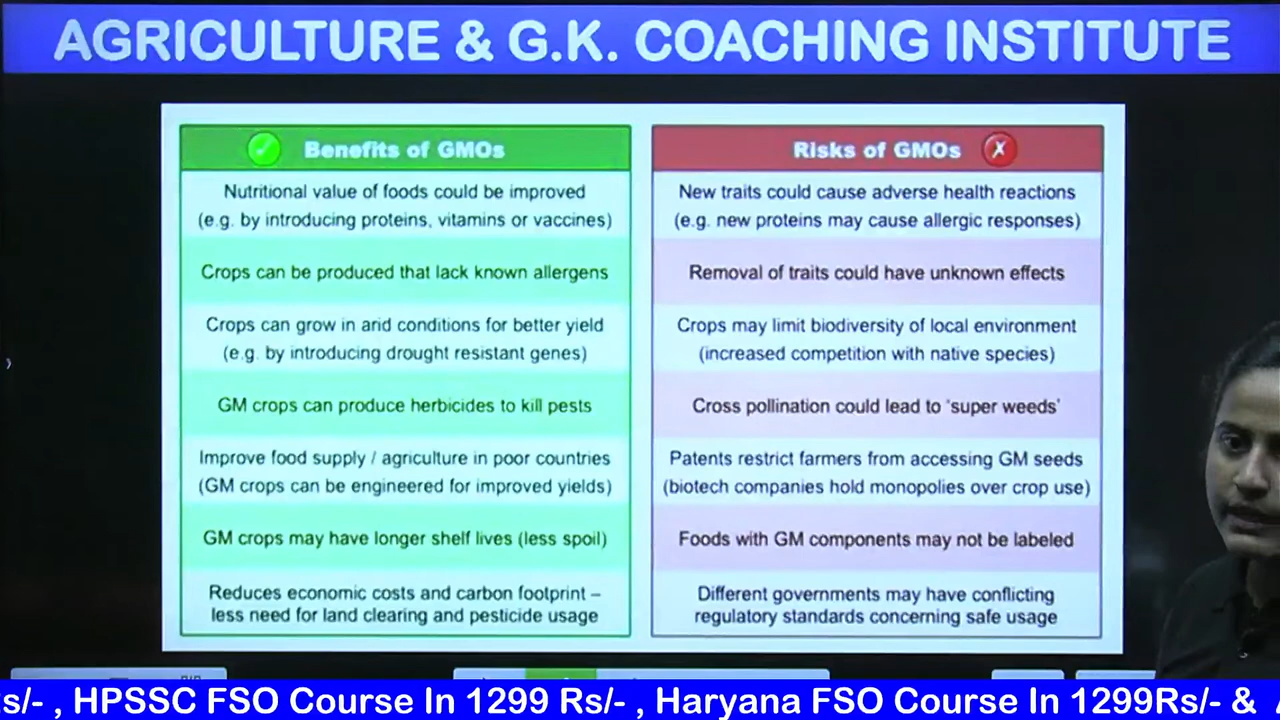 AGRICULTURE & G.K. COACHING INSTITUTE
Benefits of GMOs
Nutritional value of foods could be improved
(e.g. by introducing proteins, vitamins or vaccines)
Crops can be produced that lack known allergens
Crops can grow in arid conditions for better yield
(e.g. by introducing drought resistant genes)
GM crops can produce herbicides to kill pests
Improve food supply / agriculture in poor countries
(GM crops can be engineered for improved yields)
GM crops may have longer shelf lives (less spoil)
Reduces economic costs and carbon footprint –
less need for land clearing and pesticide usage
Risks of GMOs
New traits could cause adverse health reactions
(e.g. new proteins may cause allergic responses)
Removal of traits could have unknown effects
Crops may limit biodiversity of local environment
(increased competition with native species)
Cross pollination could lead to 'super weeds'
Patents restrict farmers from accessing GM seeds
(biotech companies hold monopolies over crop use)
Foods with GM components may not be labeled
Different governments may have conflicting
regulatory standards concerning safe usage
/- , HPSSC FSO Course In 1299 Rs/- , Haryana FSO Course In 1299Rs/- &